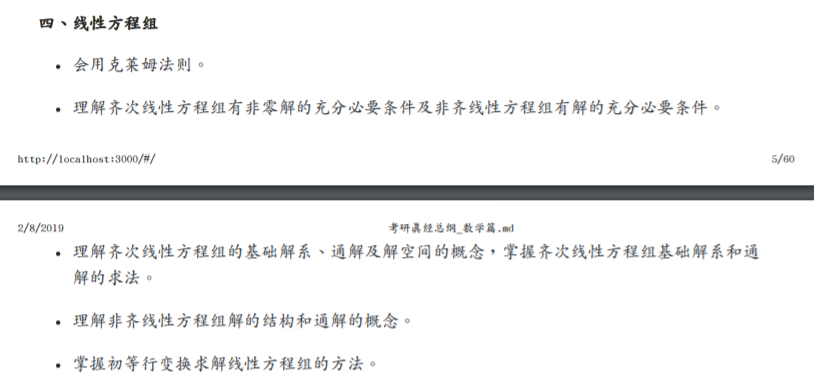 四、线性方程组
• 会用克莱姆法则。
• 理解齐次线性方程组有非零解的充分必要条件及非齐线性方程组有解的充分必要条件。
http://localhost:3000/#/ 5/60
2/8/2019 考研真经总纲_数学篇.md
• 理解齐次线性方程组的基础解系、通解及解空间的概念，掌握齐次线性方程组基础解系和通
解的求法。
• 理解非齐线性方程组解的结构和通解的概念。
• 掌握初等行变换求解线性方程组的方法。